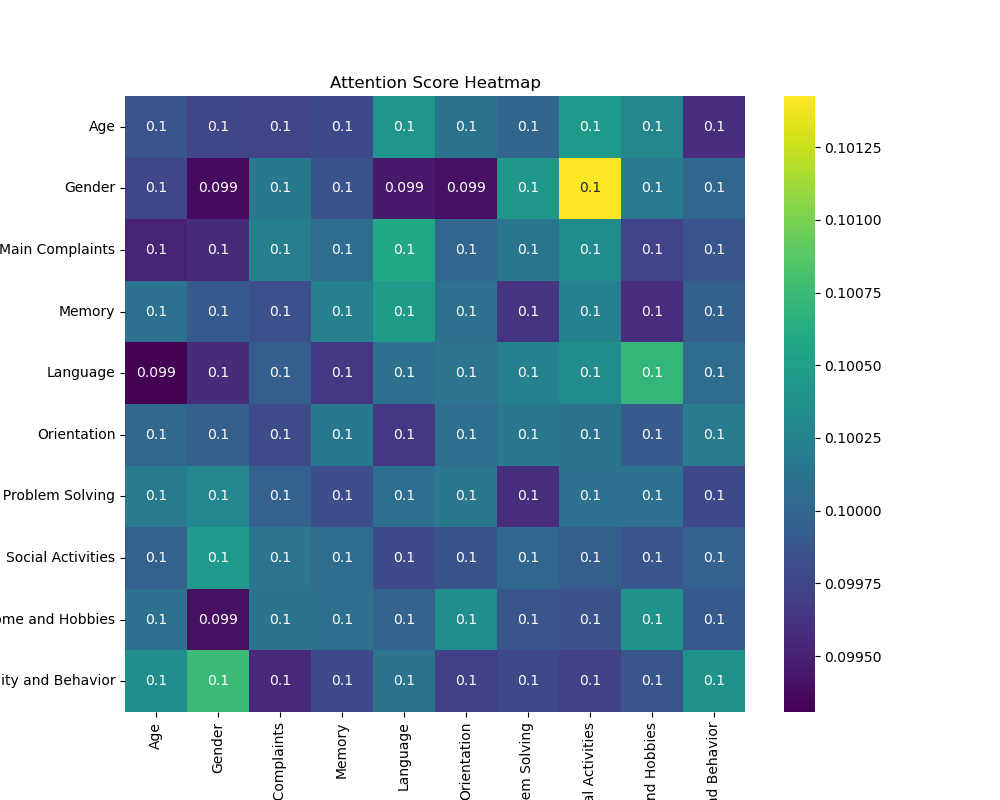 Attention Score Heatmap
Age 0.1 0.1 0.1 0.1 0.1 0.1 0.1 0.1 0.1 0.1
Gender 0.1 0.099 0.1 0.1 0.099 0.099 0.1 0.1 0.1 0.1
Main Complaints 0.1 0.1 0.1 0.1 0.1 0.1 0.1 0.1 0.1 0.1
Memory 0.1 0.1 0.1 0.1 0.1 0.1 0.1 0.1 0.1 0.1
Language 0.099 0.1 0.1 0.1 0.1 0.1 0.1 0.1 0.1 0.1
Orientation 0.1 0.1 0.1 0.1 0.1 0.1 0.1 0.1 0.1 0.1
Problem Solving 0.1 0.1 0.1 0.1 0.1 0.1 0.1 0.1 0.1 0.1
Social Activities 0.1 0.1 0.1 0.1 0.1 0.1 0.1 0.1 0.1 0.1
ome and Hobbies 0.1 0.099 0.1 0.1 0.1 0.1 0.1 0.1 0.1 0.1
ity and Behavior 0.1 0.1 0.1 0.1 0.1 0.1 0.1 0.1 0.1 0.1
Age
Gender
Complaints
Memory
Language
Orientation
em Solving
al Activities
nd Hobbies
nd Behavior
0.10125
0.10100
0.10075
0.10050
0.10025
0.10000
0.09975
0.09950